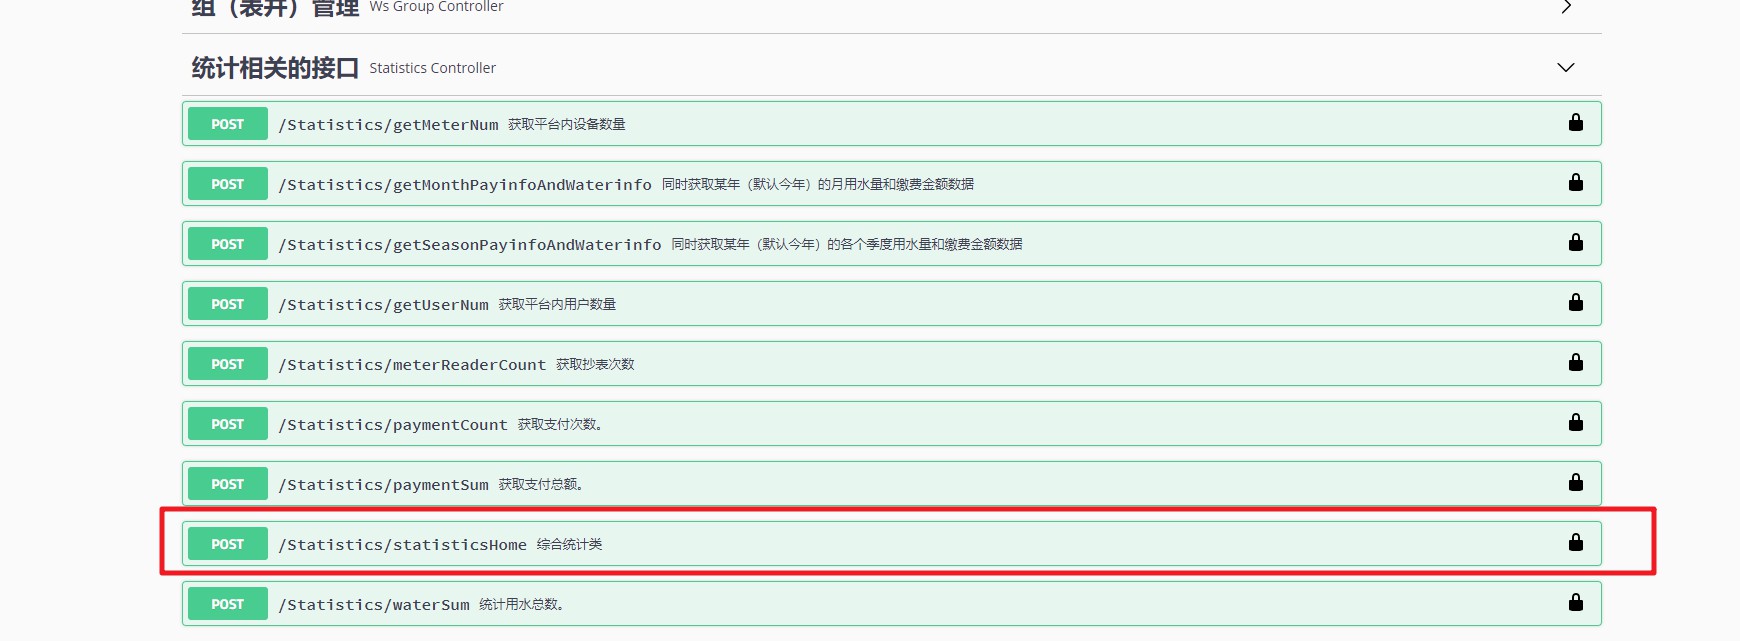 组（表井）管理 Ws Group Controller
统计相关的接口 Statistics Controller
POST /Statistics/getMeterNum 获取平台内设备数量
POST /Statistics/getMonthPayinfoAndWaterinfo 同时获取某年（默认今年）的月用水量和缴费金额数据
POST /Statistics/getSeasonPayinfoAndWaterinfo 同时获取某年（默认今年）的各个季度用水量和缴费金额数据
POST /Statistics/getUserNum 获取平台内用户数量
POST /Statistics/meterReaderCount 获取抄表次数
POST /Statistics/paymentCount 获取支付次数。
POST /Statistics/paymentSum 获取支付总额。
POST /Statistics/statisticsHome 综合统计类
POST /Statistics/waterSum 统计用水总数。